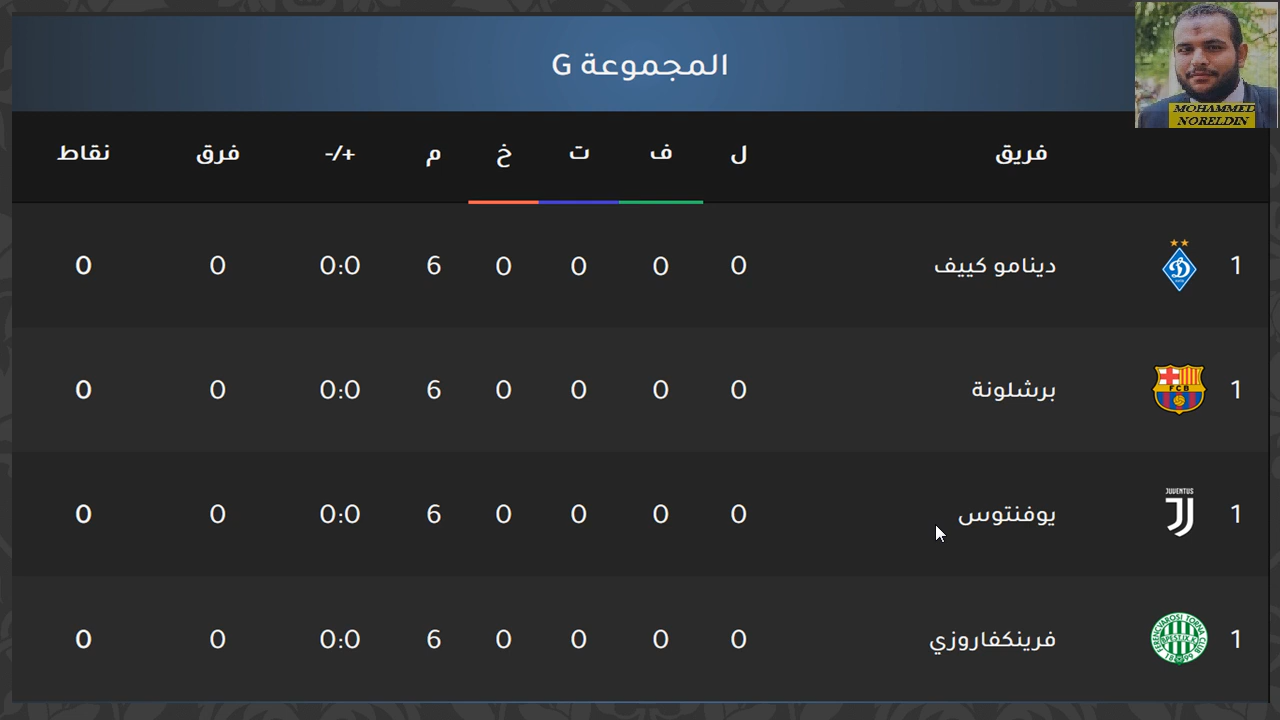 المجموعة G
MOHAMMED
NORELDIN
فريق ل ف ت خ م +/- فرق نقاط
1 دينامو كييف 0 0 0 0 6 0:0 0 0
1 FCB برشلونة 0 0 0 0 6 0:0 0 0
1 JUVENTUS يوفنتوس 0 0 0 0 6 0:0 0 0
1 فرينكفاروزي 0 0 0 0 6 0:0 0 0